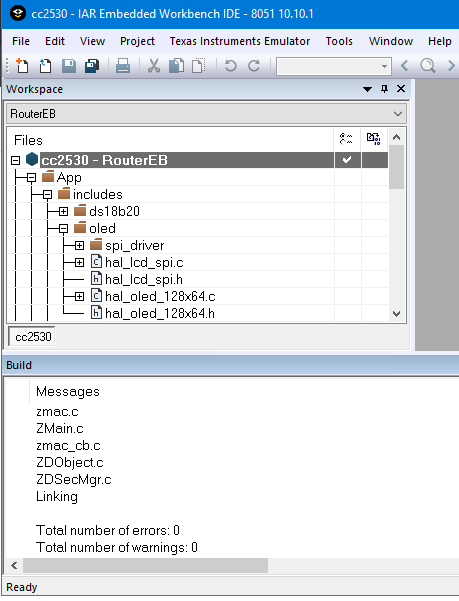 cc2530 - IAR Embedded Workbench IDE - 8051 10.10.1
File Edit View Project Texas Instruments Emulator Tools Window Help
Workspace
RouterEB
Files
cc2530 - RouterEB
App
includes
ds18b20
oled
spi_driver
hal_lcd_spi.c
hal_lcd_spi.h
hal_oled_128x64.c
hal_oled_128x64.h
cc2530
Build
Messages
zmac.c
ZMain.c
zmac_cb.c
ZDObject.c
ZDSecMgr.c
Linking
Total number of errors: 0
Total number of warnings: 0
Ready